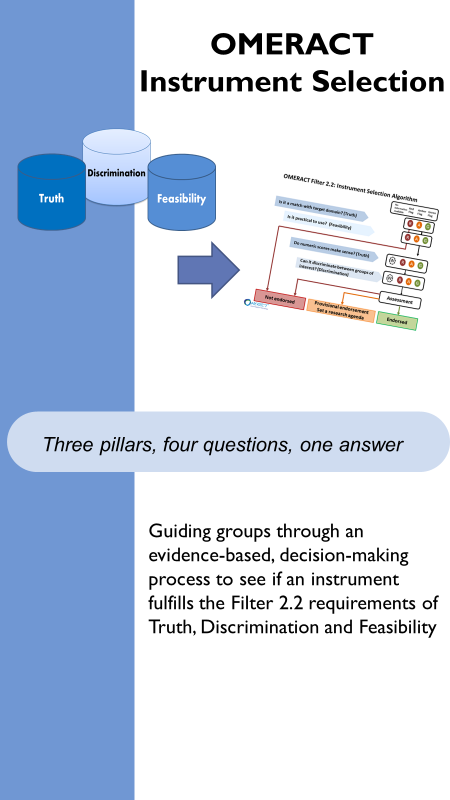 OMERACT
Instrument Selection
Truth
Discrimination
Feasibility
OMERACT Filter 2.2: Instrument Selection Algorithm
Is it a match with target domain? (Truth)
Is it practical to use? (Feasibility)
Do numeric scores make sense? (Truth)
Can it discriminate between groups of
interest? (Discrimination)
Assessment
Not endorsed
Provisional endorsement
Set a research agenda
Endorsed
Three pillars, four questions, one answer
Guiding groups through an
evidence-based, decision-making
process to see if an instrument
fulfills the Filter 2.2 requirements of
Truth, Discrimination and Feasibility